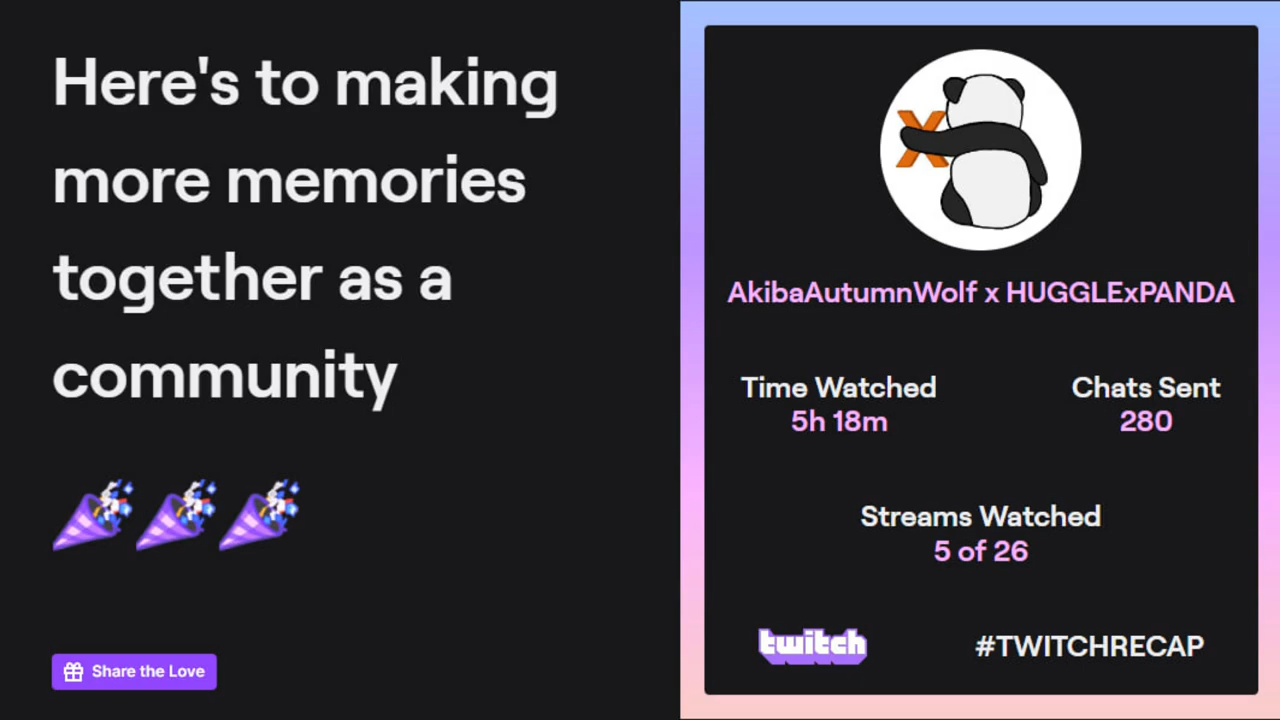 Here's to making
more memories
together as a
community
Share the Love
X
AkibaAutumnWolf x HUGGLExPANDA
Time Watched
5h 18m
Chats Sent
280
Streams Watched
5 of 26
twitch
#TWITCHRECAP